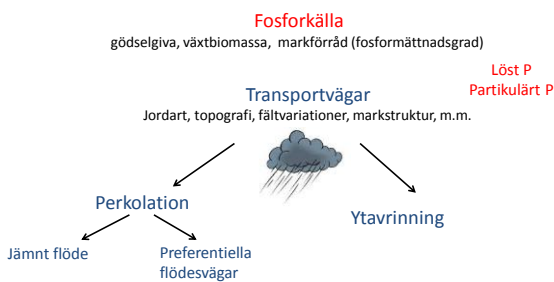 Fosforkälla
gödselgiva, växtbiomassa, markförråd (fosformättnadsgrad)
Löst P
Partikulärt P
Transportvägar
Jordart, topografi, fältvariationer, markstruktur, m.m.
Perkolation
Ytavrinning
Jämnt flöde
Preferentiella
flödesvägar